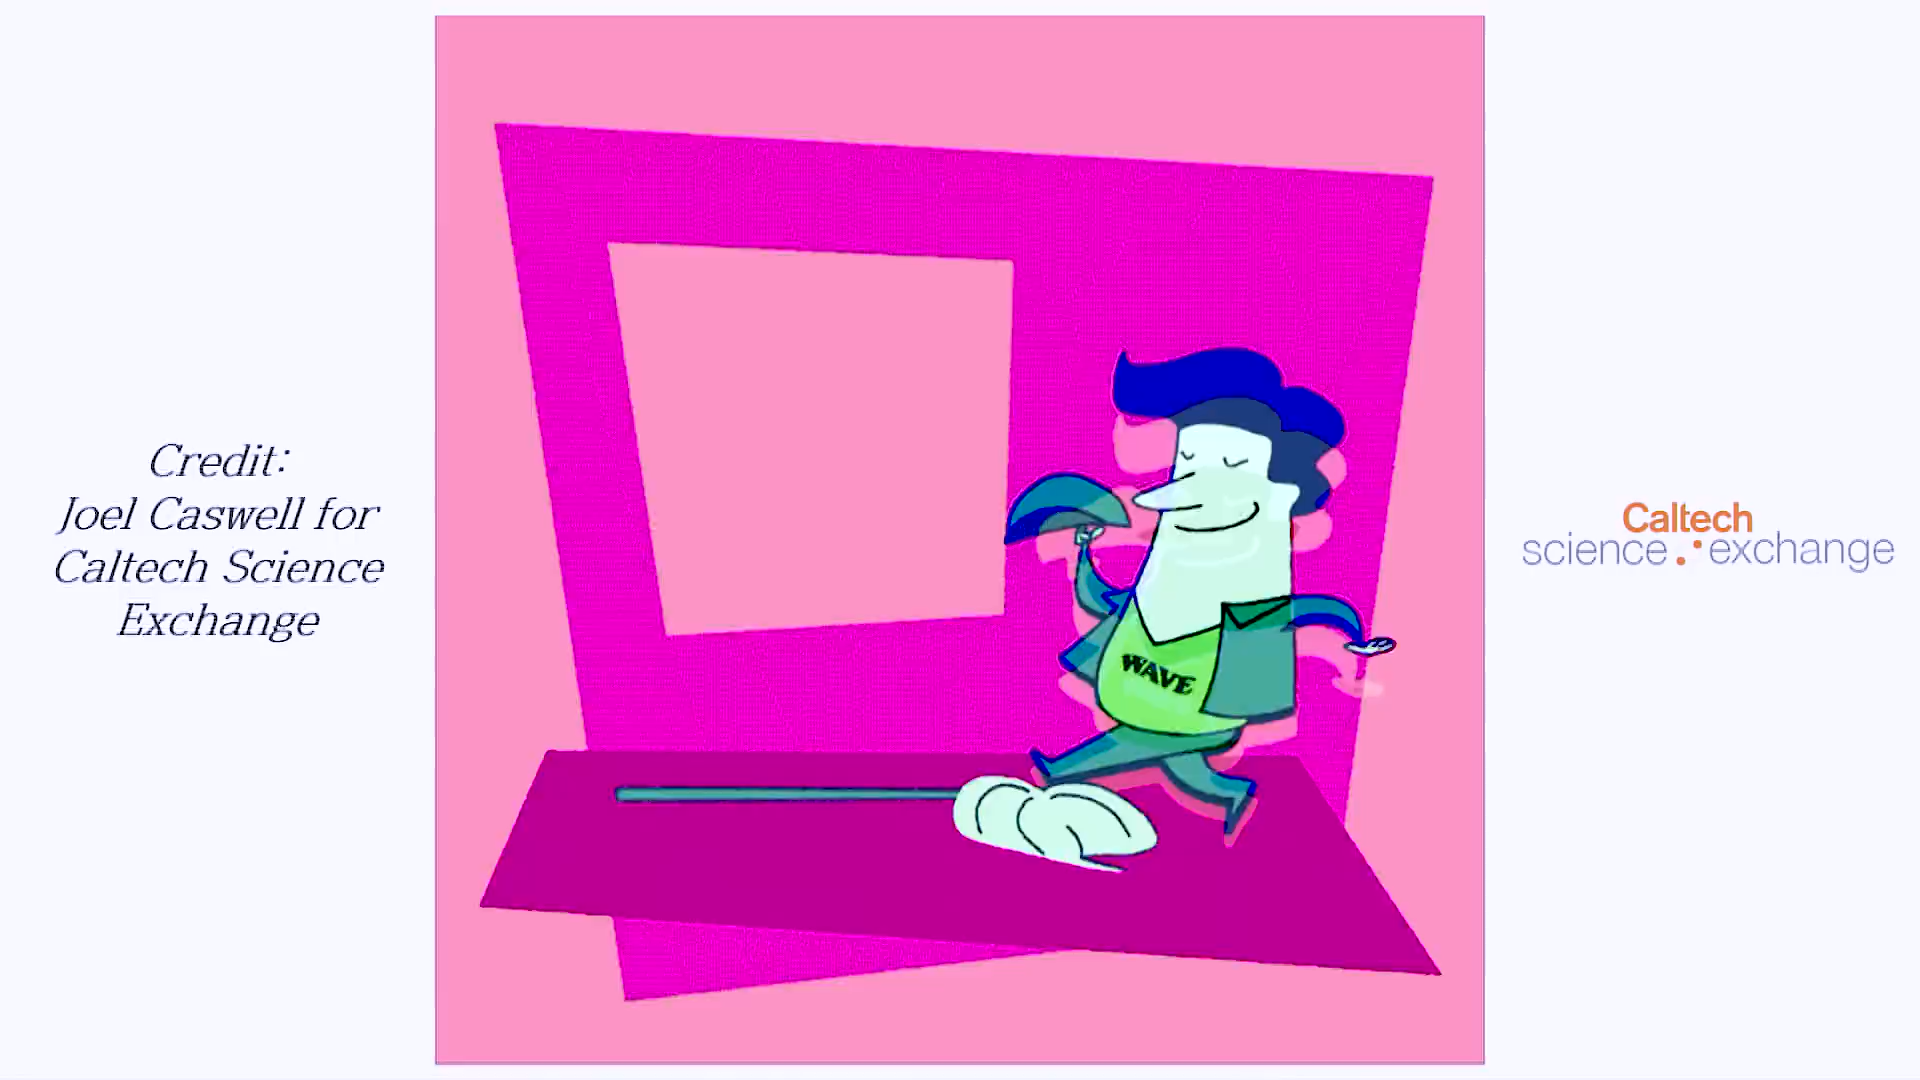 Credit:
Joel Caswell for
Caltech Science
Exchange
WAVE
Caltech
science exchange